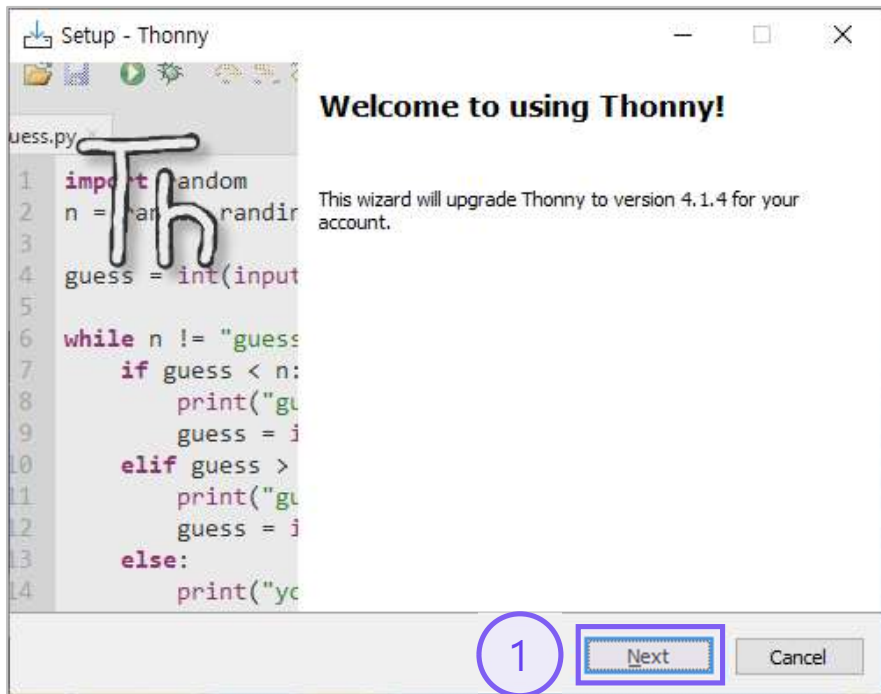 Setup - Thonny
Welcome to using Thonny!
uess.py ×
Th
This wizard will upgrade Thonny to version 4.1.4 for your
account.
1 import random
2 n = randin
3
4 guess = int(input
5
6 while n != "guess
7 if guess < n:
8 print("gu
9 guess = i
10 elif guess >
11 print("gu
12 guess = i
13 else:
14 print("yo
1
Next
Cancel